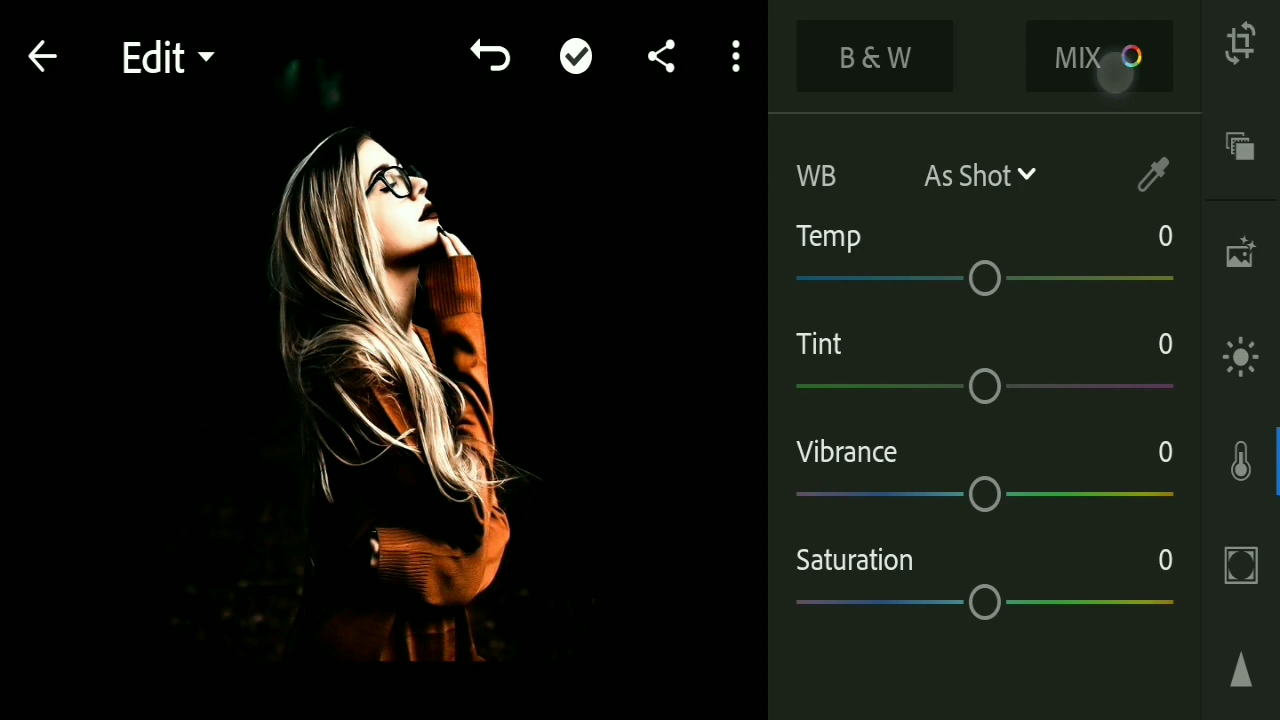 Edit
B & W
MIX
WB As Shot
Temp 0
Tint 0
Vibrance 0
Saturation 0